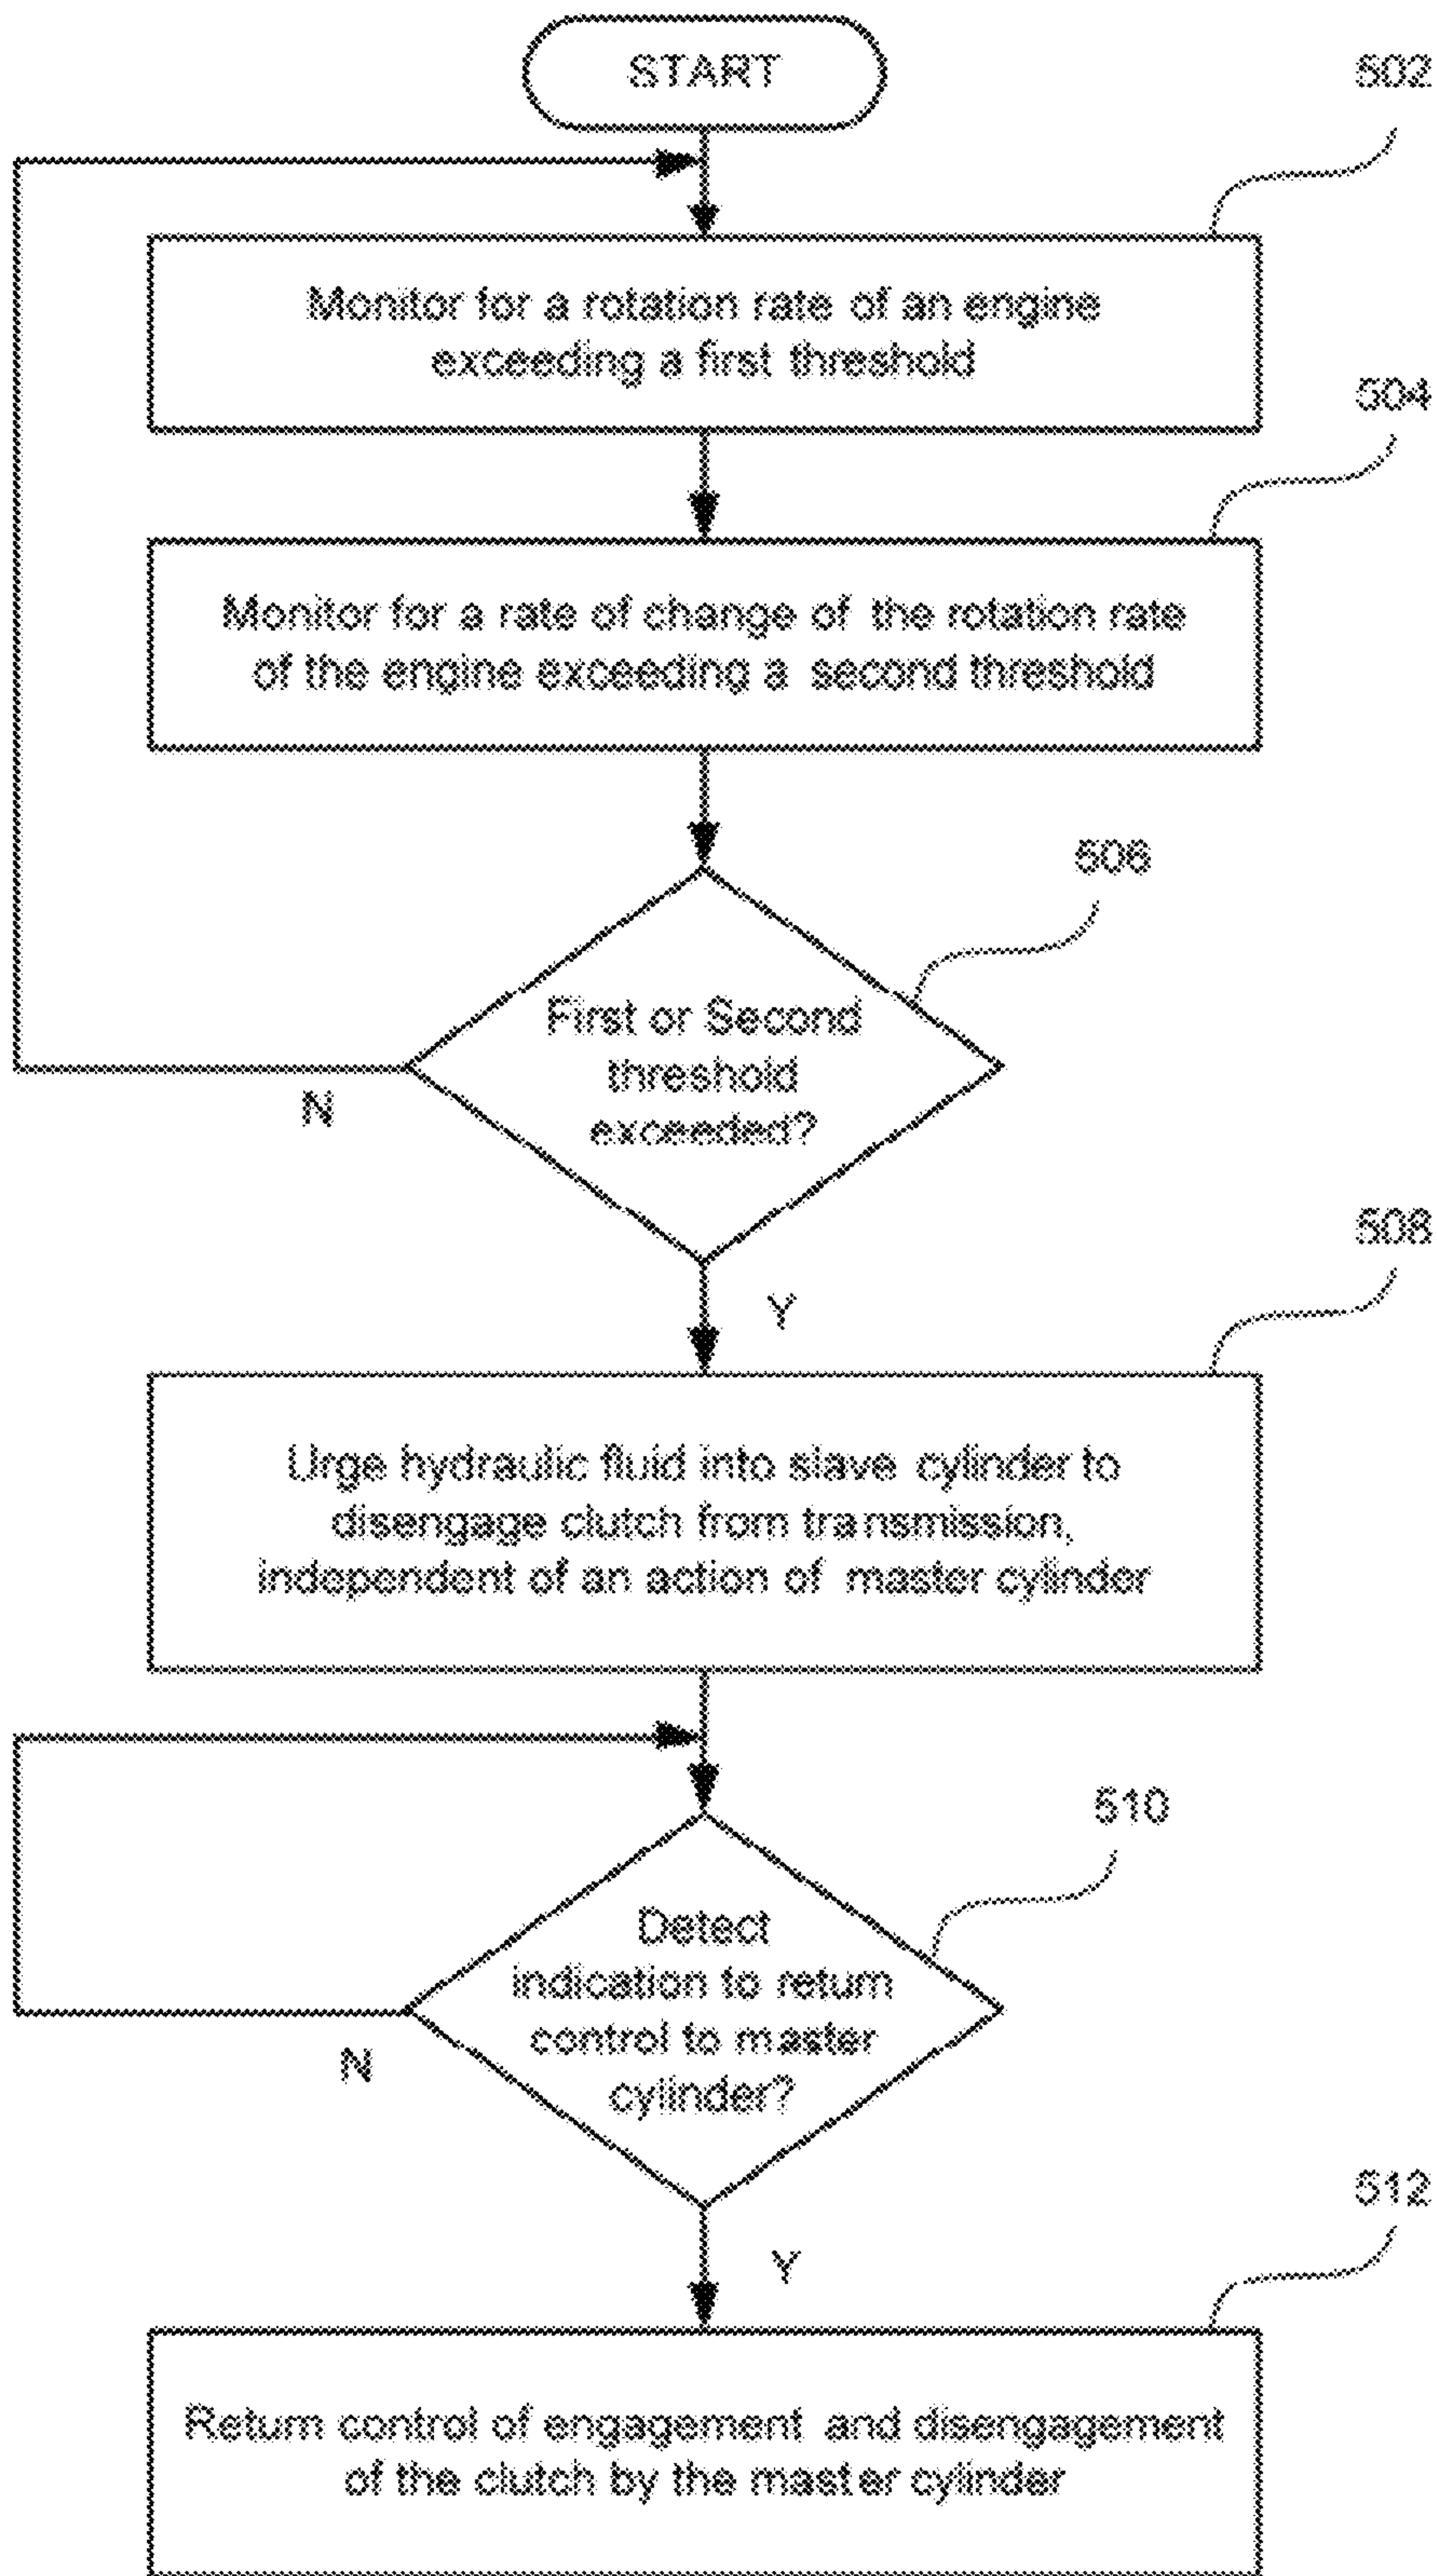 START
502
Monitor for a rotation rate of an engine
exceeding a first threshold
504
Monitor for a rate of change of the rotation rate
of the engine exceeding a second threshold
506
First or Second
threshold
exceeded?
N
Y
508
Urge hydraulic fluid into slave cylinder to
disengage clutch from transmission,
independent of an action of master cylinder
510
Detect
indication to return
control to master
cylinder?
N
Y
512
Return control of engagement and disengagement
of the clutch by the master cylinder